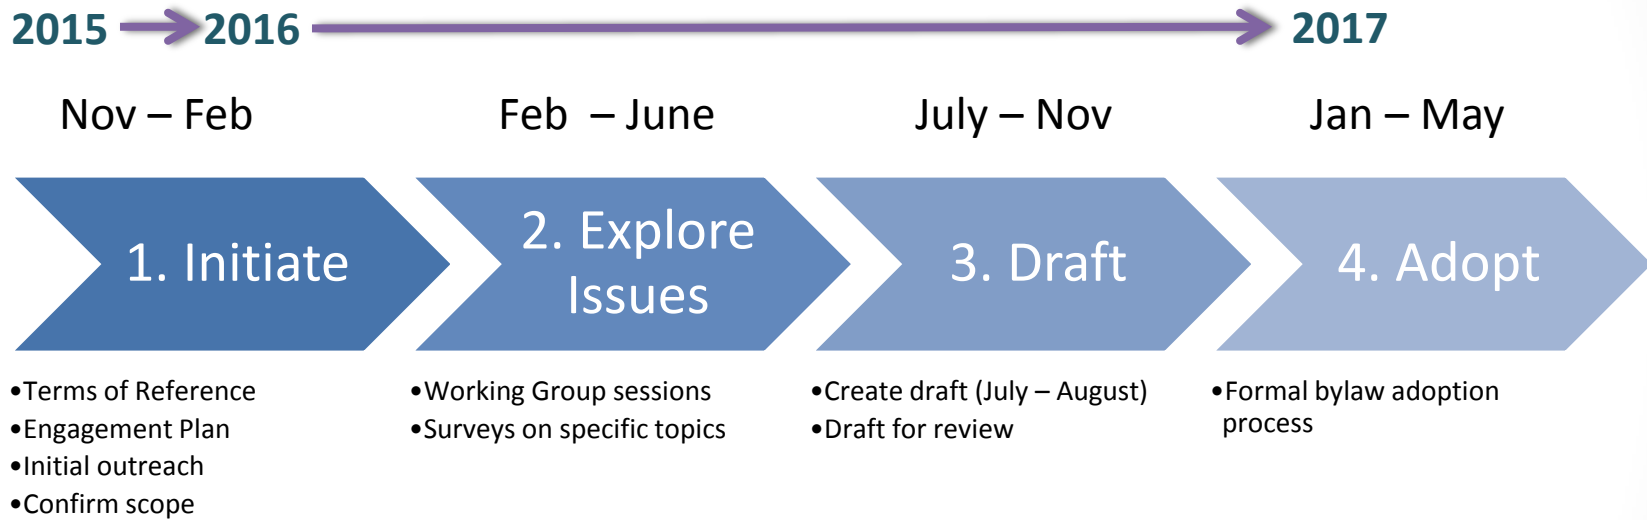 2015 2016 2017
Nov – Feb
Feb – June
July – Nov
Jan – May
1. Initiate
2. Explore
Issues
3. Draft
4. Adopt
•Terms of Reference
•Engagement Plan
•Initial outreach
•Confirm scope
•Working Group sessions
•Surveys on specific topics
•Create draft (July – August)
•Draft for review
•Formal bylaw adoption
process